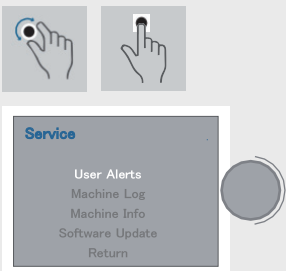 Service
User Alerts
Machine Log
Machine Info
Software Update
Return